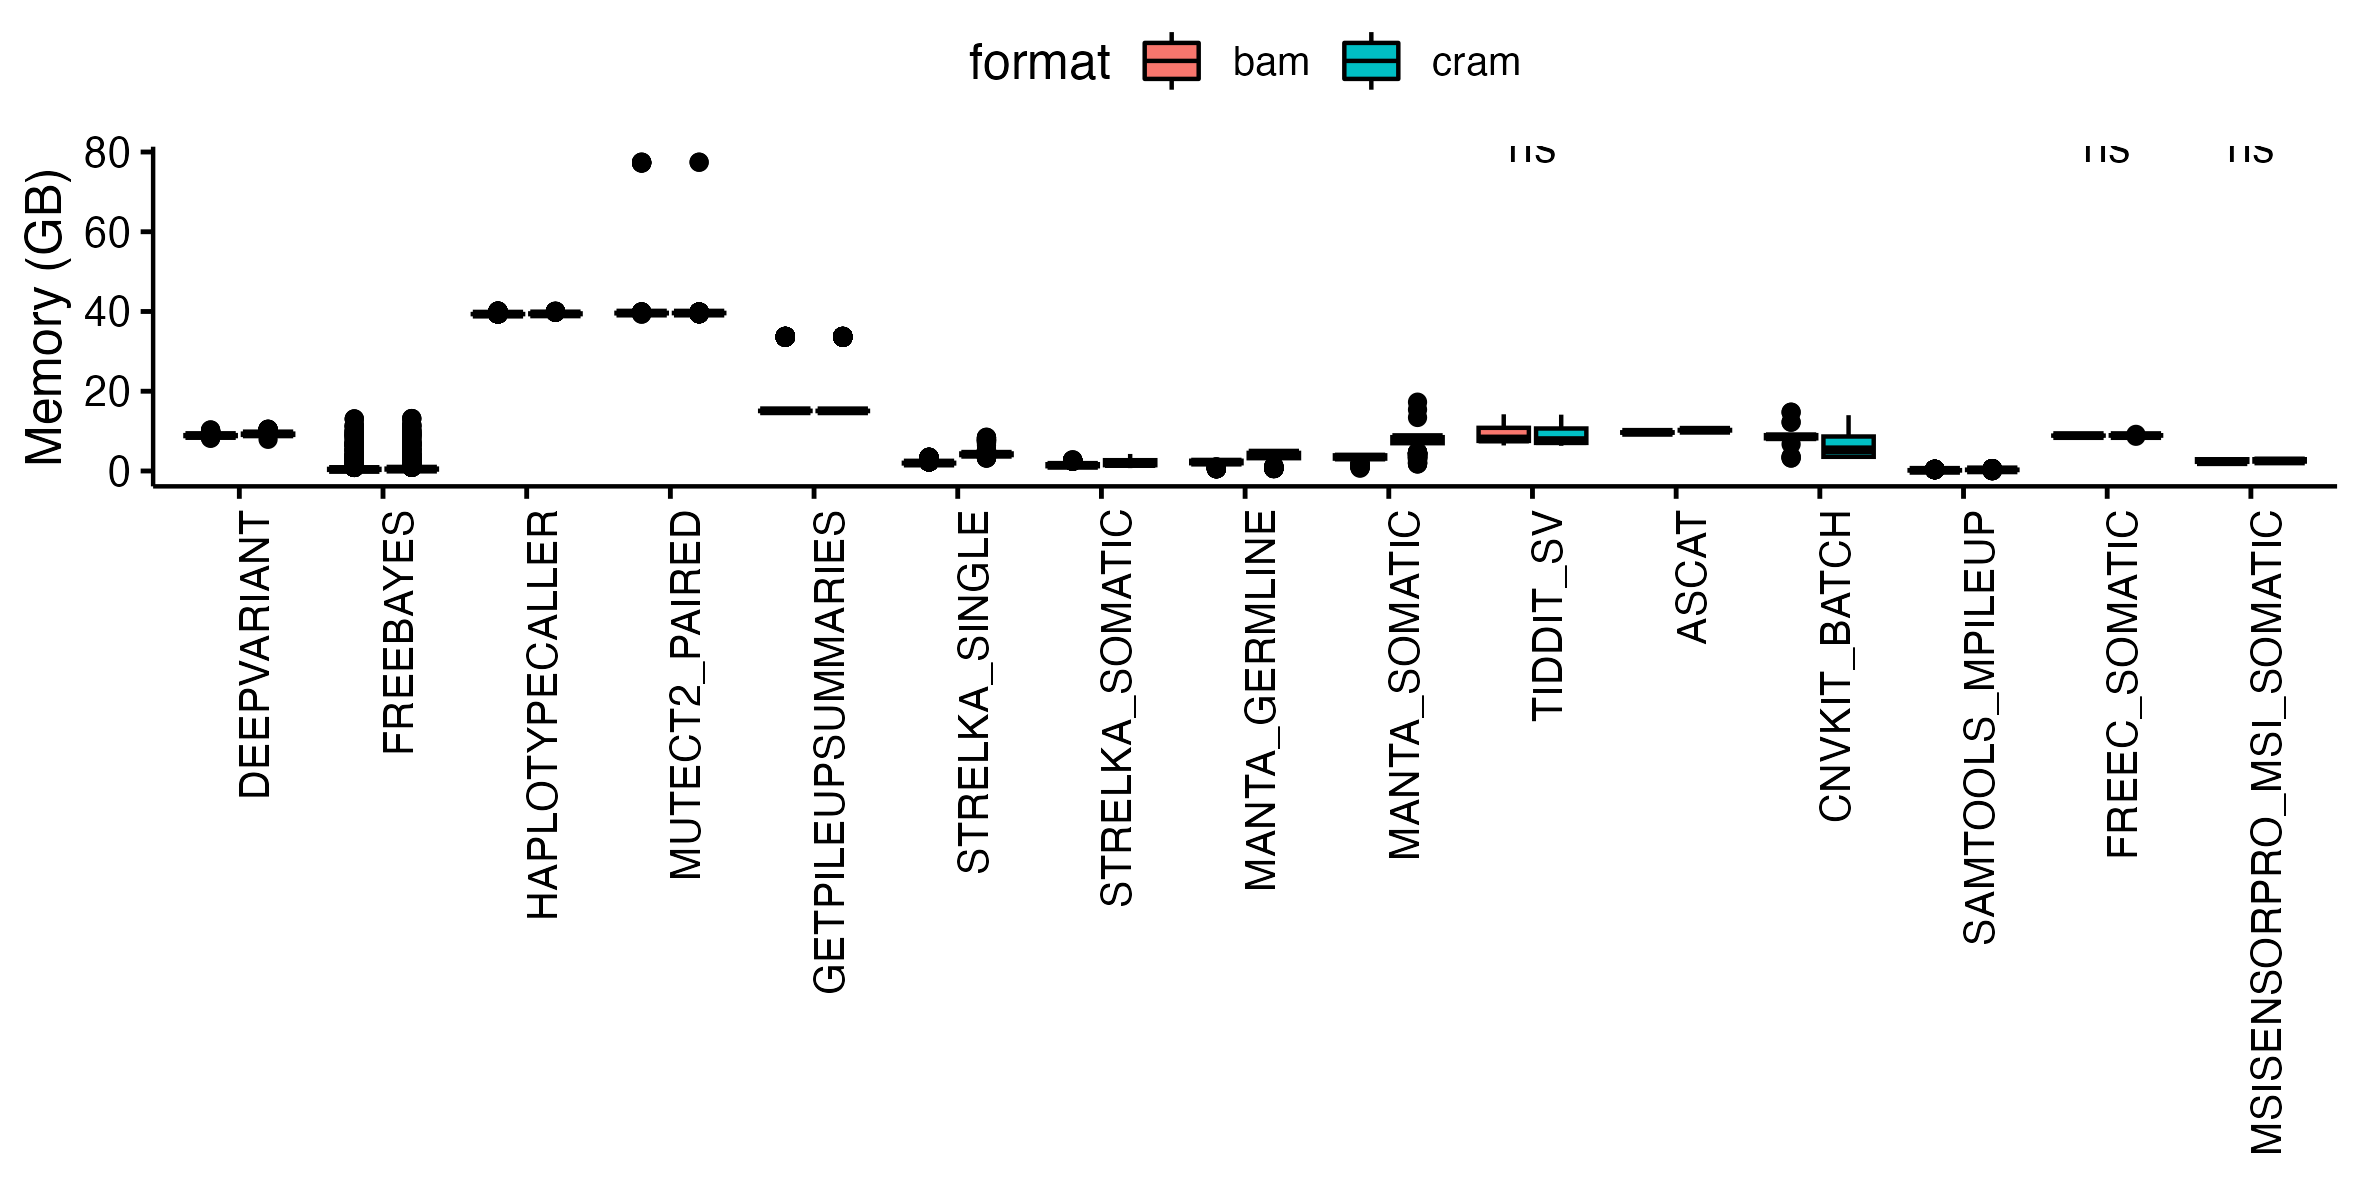 format bam cram
Memory (GB)
80
60
40
20
0
ns ns ns
DEEPVARIANT
FREEBAYES
HAPLOTYPECALLER
MUTECT2_PAIRED
GETPILEUPSUMMARIES
STRELKA_SINGLE
STRELKA_SOMATIC
MANTA_GERMLINE
MANTA_SOMATIC
TIDDIT_SV
ASCAT
CNVKIT_BATCH
SAMTOOLS_MPILEUP
FREEC_SOMATIC
MSISENSORPRO_MSI_SOMATIC